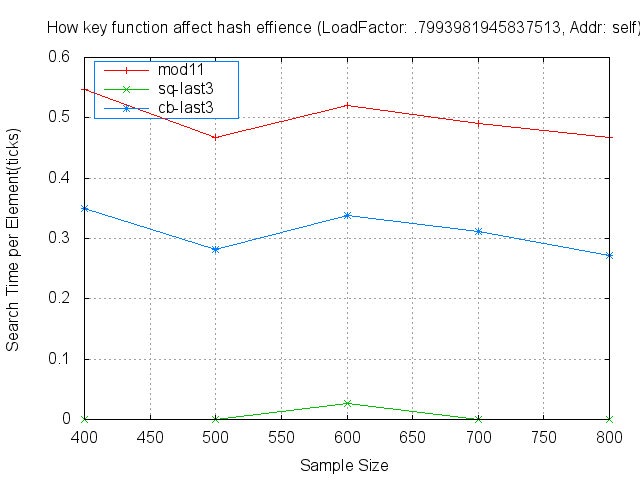 How key function affect hash effience (LoadFactor: .7993981945837513, Addr: self)
0.6
mod11
sq-last3
cb-last3
0.5
0.4
0.3
0.2
0.1
0
Search Time per Element(ticks)
400 450 500 550 600 650 700 750 800
Sample Size